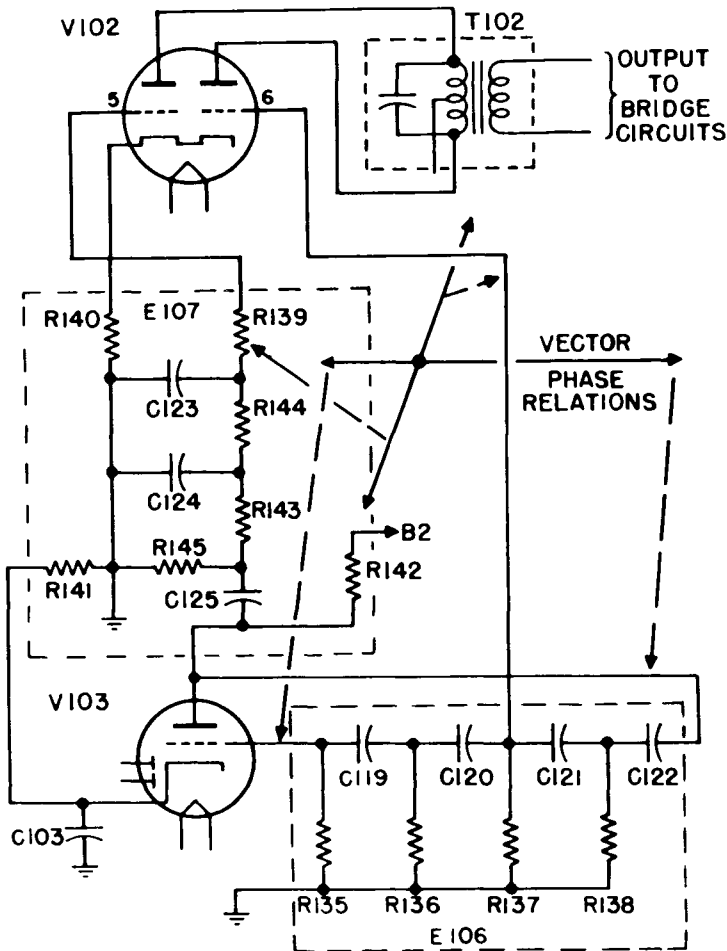 V102
T102
OUTPUT
TO
BRIDGE
CIRCUITS
5
6
R140
E107
R139
VECTOR
PHASE
RELATIONS
C123
R144
C124
R143
B2
R145
R142
R141
C125
V103
C119
C120
C121
C122
C103
R135
R136
R137
R138
E106